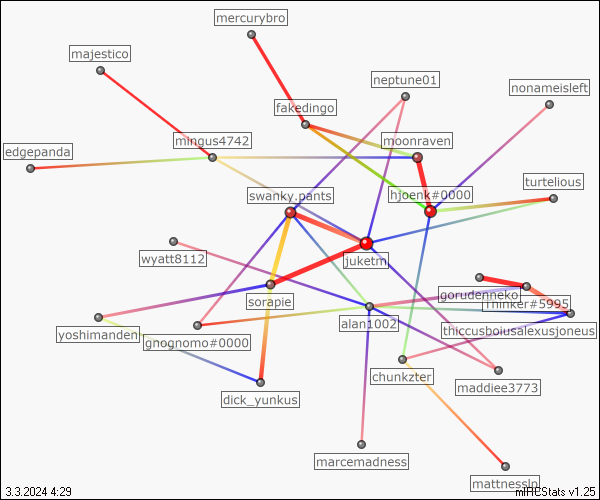 mercurybro
majestico
neptune01
nonameisleft
fakedingo
mingus4742
moonraven
edgepanda
turtelious
swanky.pants
hjoenk#0000
wyatt8112
juketm
sorapie
gorudenneko
Thinker#5995
alan1002
thiccusboiusalexusjoneus
yoshimanden
gnognomo#0000
chunkzter
maddiee3773
dick_yunkus
marcemadness
mattnesslp
3.3.2024 4:29
mIRCStats v1.25